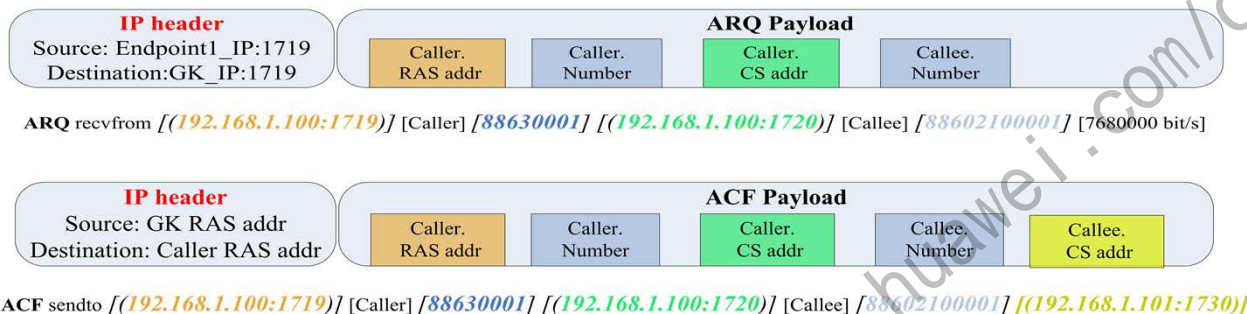 IP header
Source: Endpoint1_IP:1719
Destination:GK_IP:1719
ARQ Payload
Caller.
RAS addr
Caller.
Number
Caller.
CS addr
Callee.
Number
ARQ recvfrom [(192.168.1.100:1719)] [Caller] [88630001] [(192.168.1.100:1720)] [Callee] [88602100001] [7680000 bit/s]
IP header
Source: GK RAS addr
Destination: Caller RAS addr
ACF Payload
Caller.
RAS addr
Caller.
Number
Caller.
CS addr
Callee.
Number
Callee.
CS addr
ACF sendto [(192.168.1.100:1719)] [Caller] [88630001] [(192.168.1.100:1720)] [Callee] [88602100001] [(192.168.1.101:1730)]
huawei.com/